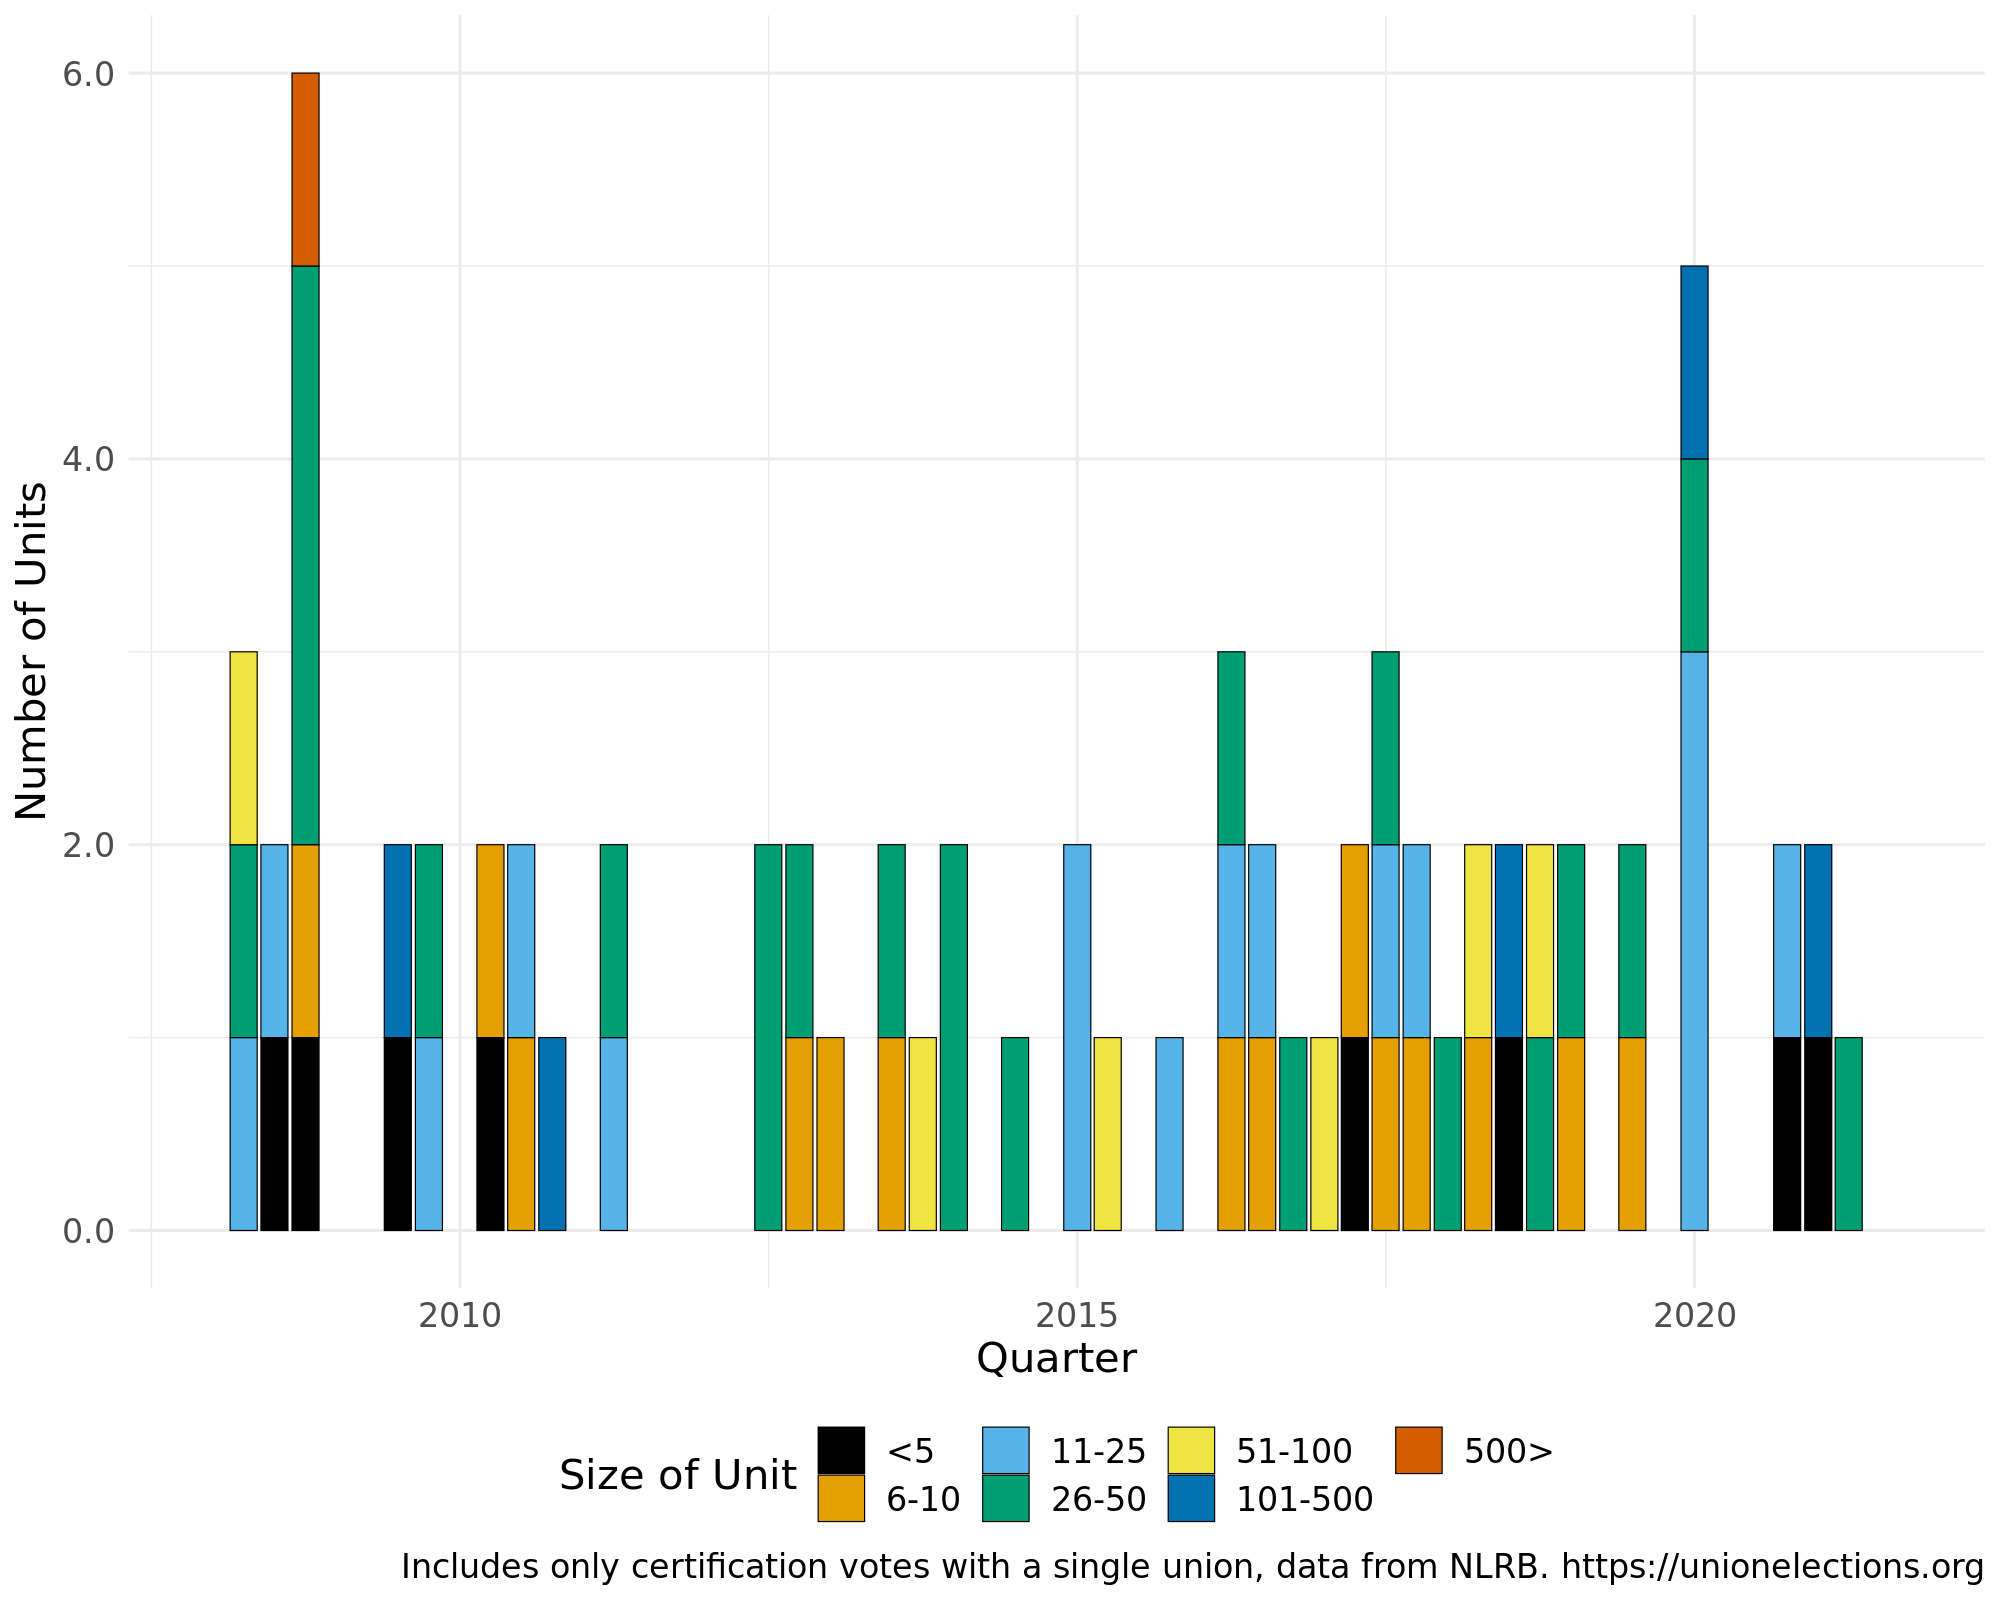 6.0
4.0
2.0
0.0
Number of Units
2010 2015 2020
Quarter
Size of Unit
<5 11-25 51-100 500>
6-10 26-50 101-500
Includes only certification votes with a single union, data from NLRB. https://unionelections.org